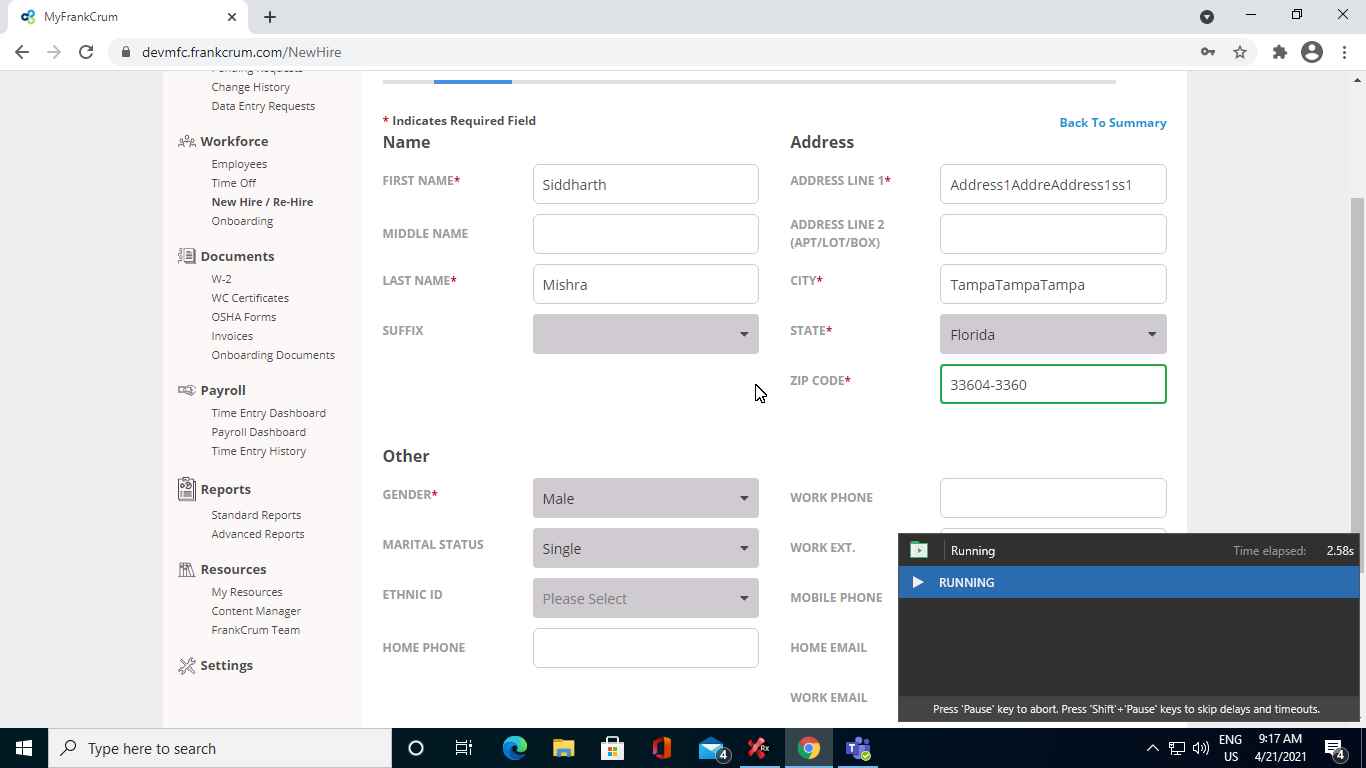 MyFrankCrum
devmfc.frankcrum.com/NewHire
Pending Requests
Change History
Data Entry Requests
Workforce
Employees
Time Off
New Hire / Re-Hire
Onboarding
Documents
W-2
WC Certificates
OSHA Forms
Invoices
Onboarding Documents
Payroll
Time Entry Dashboard
Payroll Dashboard
Time Entry History
Reports
Standard Reports
Advanced Reports
Resources
My Resources
Content Manager
FrankCrum Team
Settings
* Indicates Required Field
Back To Summary
Name
FIRST NAME*
Siddharth
MIDDLE NAME
LAST NAME*
Mishra
SUFFIX
Address
ADDRESS LINE 1*
Address1AddreAddress1ss1
ADDRESS LINE 2
(APT/LOT/BOX)
CITY*
TampaTampaTampa
STATE*
Florida
ZIP CODE*
33604-3360
Other
GENDER*
Male
MARITAL STATUS
Single
ETHNIC ID
Please Select
HOME PHONE
WORK PHONE
WORK EXT.
MOBILE PHONE
HOME EMAIL
WORK EMAIL
Running
Time elapsed: 2.58s
RUNNING
Press 'Pause' key to abort. Press 'Shift'+'Pause' keys to skip delays and timeouts.
Type here to search
4
Rx
ENG
US
9:17 AM
4/21/2021
4